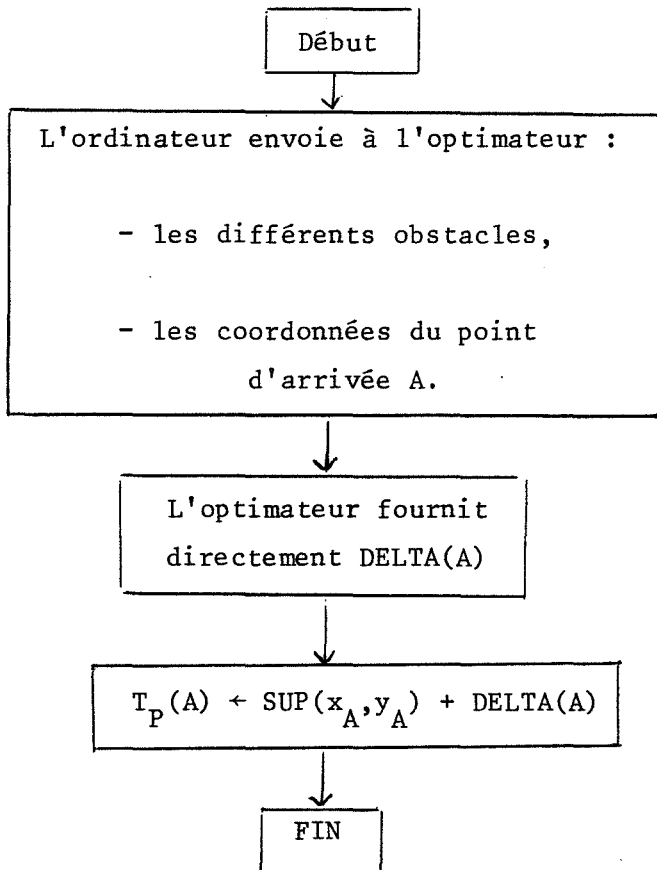 Début
L'ordinateur envoie à l'optimateur :
- les différents obstacles,
- les coordonnées du point
d'arrivée A.
L'optimateur fournit
directement DELTA(A)
T_P(A) ← SUP(x_A,y_A) + DELTA(A)
FIN